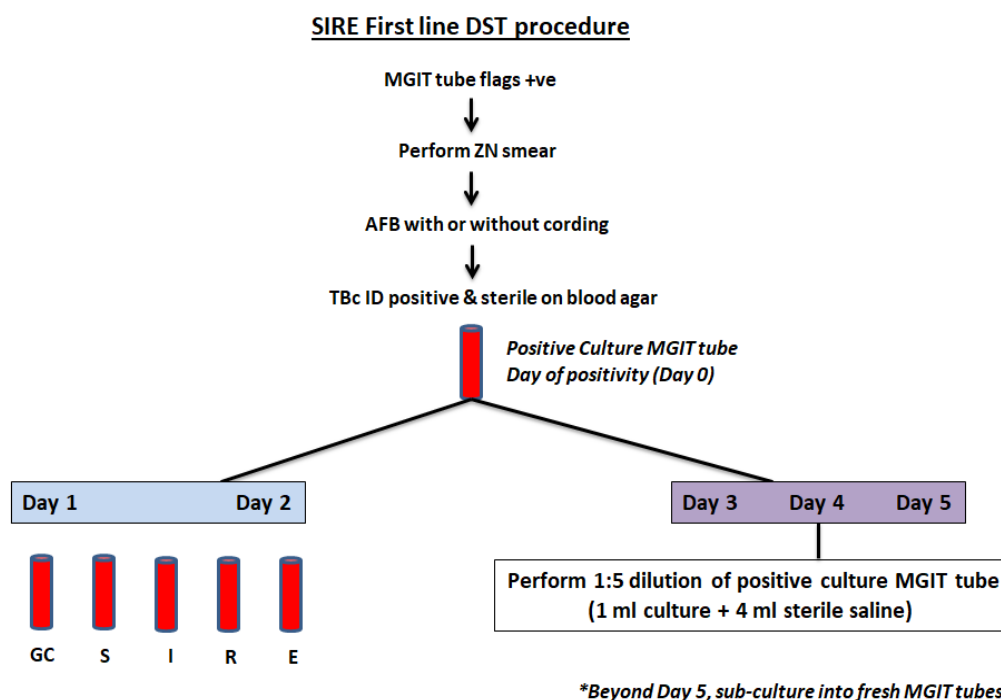 SIRE First line DST procedure
MGIT tube flags +ve
Perform ZN smear
AFB with or without cording
TBc ID positive & sterile on blood agar
Positive Culture MGIT tube
Day of positivity (Day 0)
Day 1 Day 2
Day 3 Day 4 Day 5
GC S I R E
Perform 1:5 dilution of positive culture MGIT tube
(1 ml culture + 4 ml sterile saline)
*Beyond Day 5, sub-culture into fresh MGIT tubes